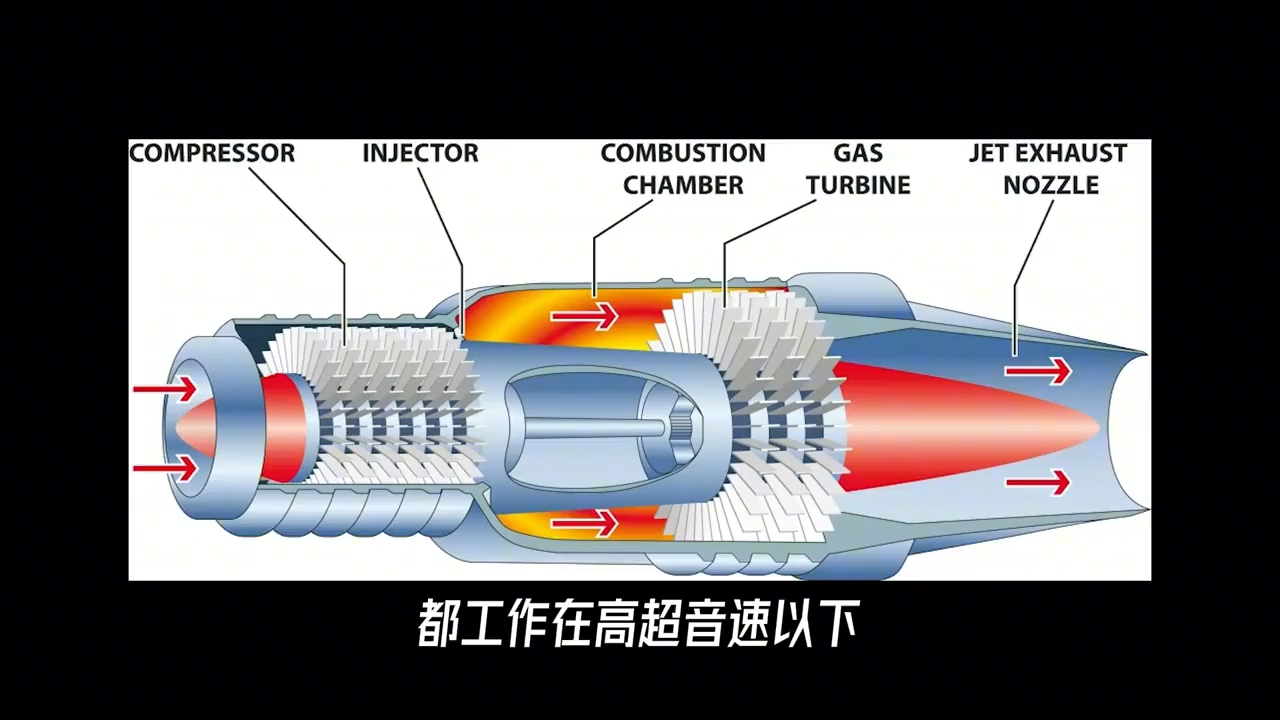 COMPRESSOR
INJECTOR
COMBUSTION
CHAMBER
GAS
TURBINE
JET EXHAUST
NOZZLE
都工作在高超音速以下